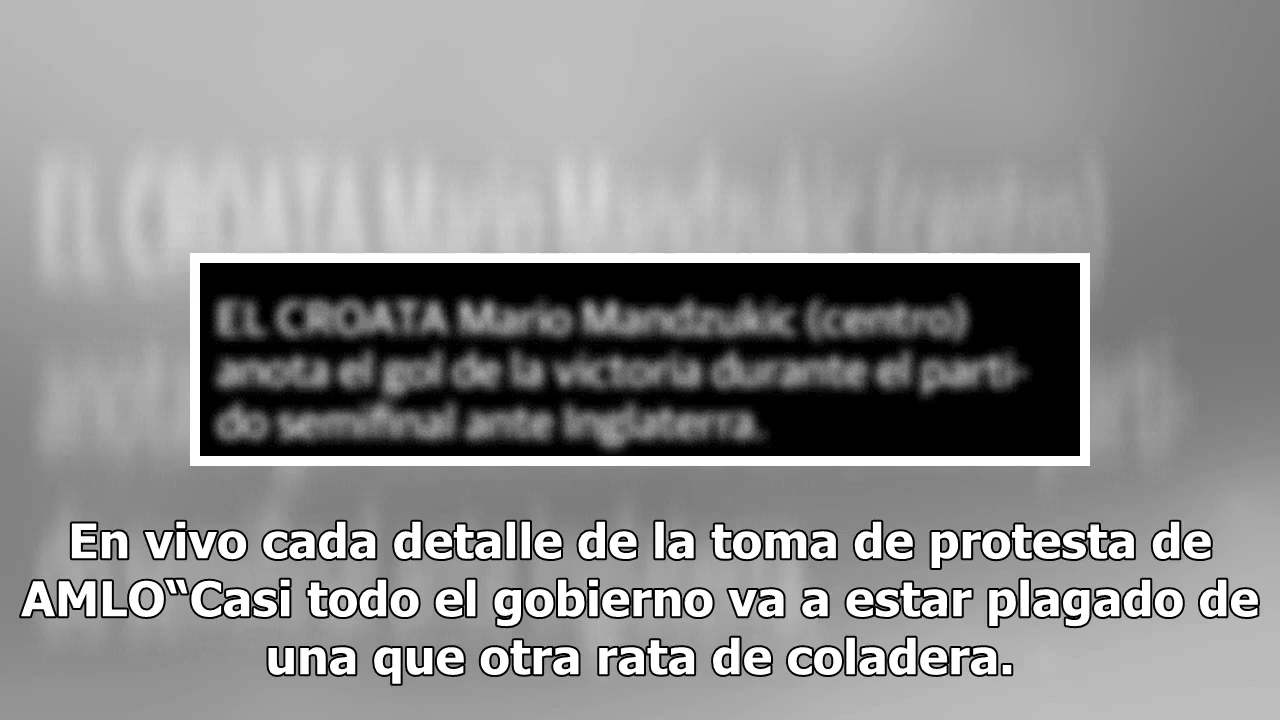 EL CROATA Mario Mandzukic (centro)
anota el gol de la victoria durante el parti-
do semifinal ante Inglaterra.
En vivo cada detalle de la toma de protesta de
AMLO“Casi todo el gobierno va a estar plagado de
una que otra rata de coladera.